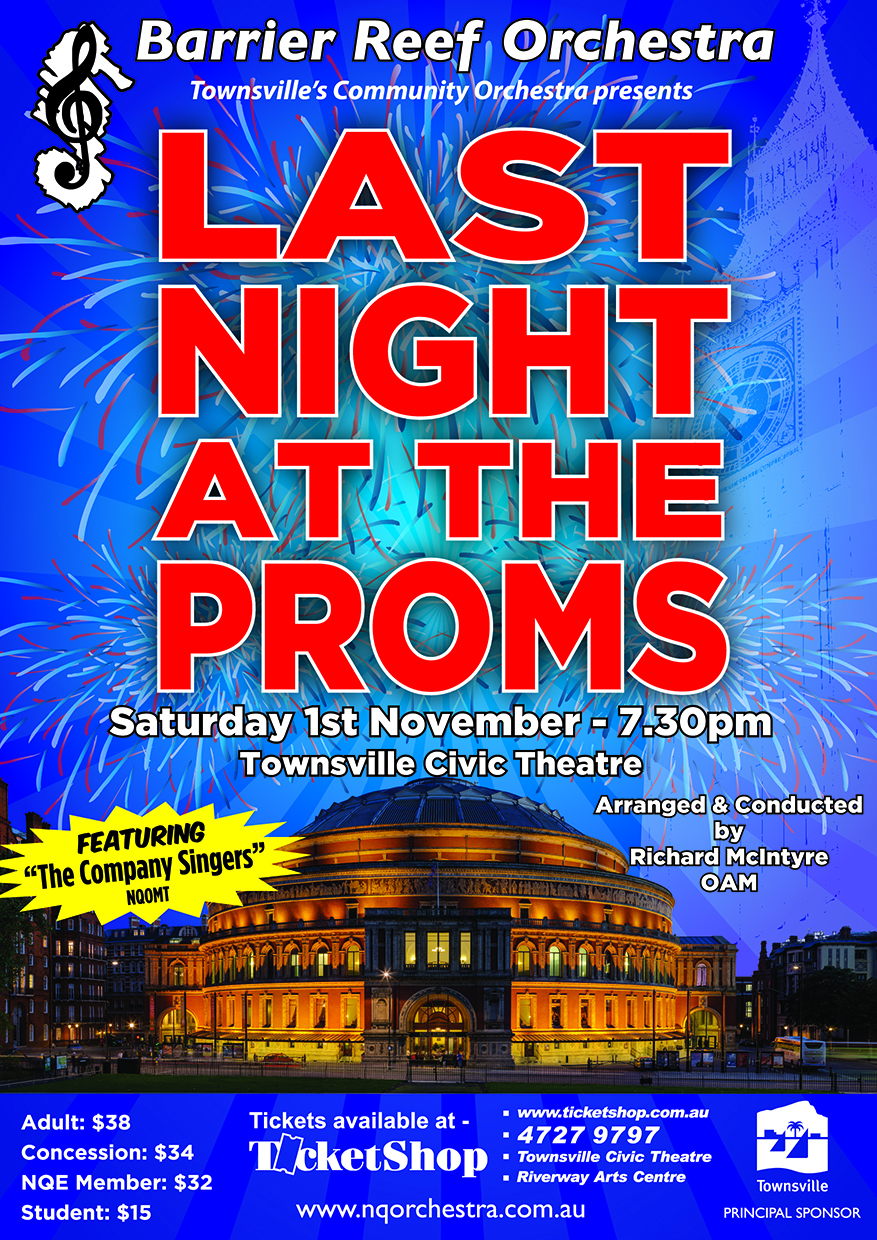 Barrier Reef Orchestra
Townsville's Community Orchestra presents
LAST
NIGHT
AT THE
PROMS
Saturday 1st November - 7.30pm
Townsville Civic Theatre
Arranged & Conducted
by
Richard McIntyre
OAM
FEATURING
“The Company Singers”
NQOMT
Adult: $38
Concession: $34
NQE Member: $32
Student: $15
Tickets available at -
TicketShop
www.nqorchestra.com.au
▪ www.ticketshop.com.au
▪ 4727 9797
▪ Townsville Civic Theatre
▪ Riverway Arts Centre
Townsville
PRINCIPAL SPONSOR